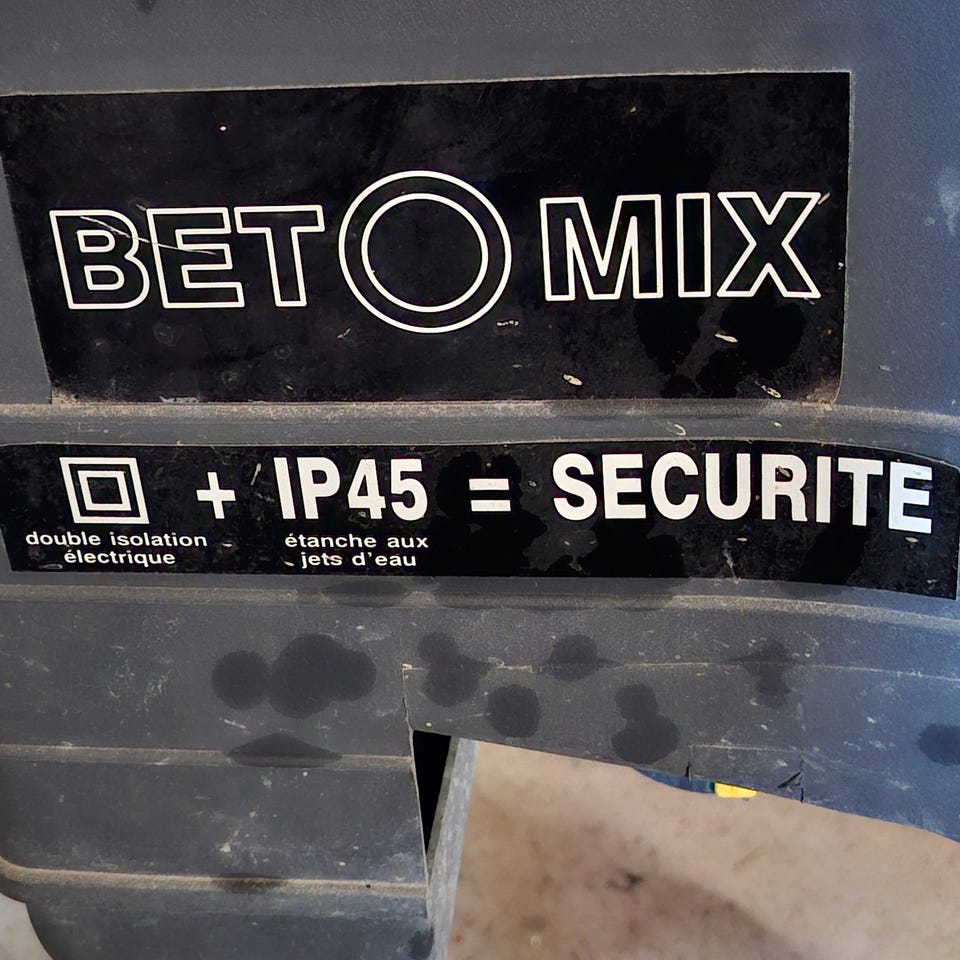 BETOMIX
+ IP45 = SECURITE
double isolation électrique
étanche aux jets d'eau